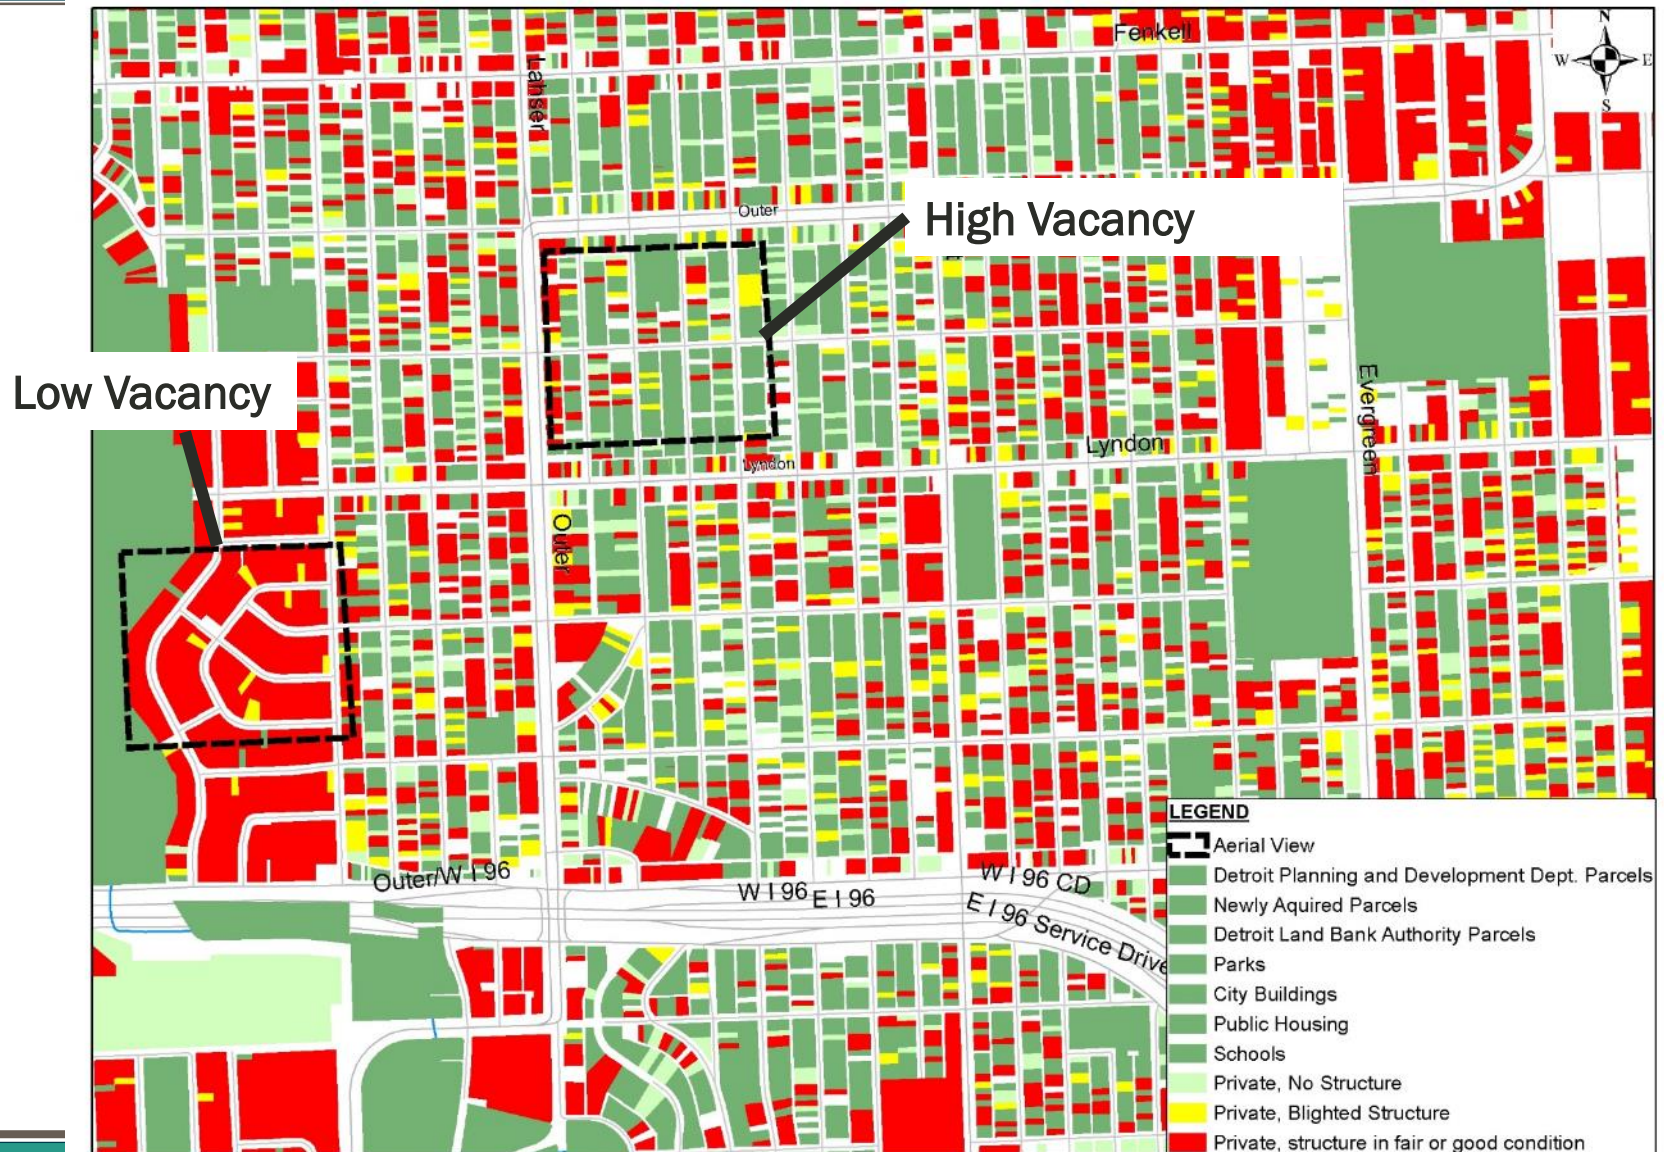 Fenkell
N
W E
S
Lahser
Outer
High Vacancy
Low Vacancy
Evergreen
Lyndon
Lyndon
Outer
LEGEND
Aerial View
Detroit Planning and Development Dept. Parcels
Newly Aquired Parcels
Detroit Land Bank Authority Parcels
Parks
City Buildings
Public Housing
Schools
Private, No Structure
Private, Blighted Structure
Private, structure in fair or good condition
Outer/W I 96
W I 96
E I 96
W I 96 CD
E I 96 Service Drive